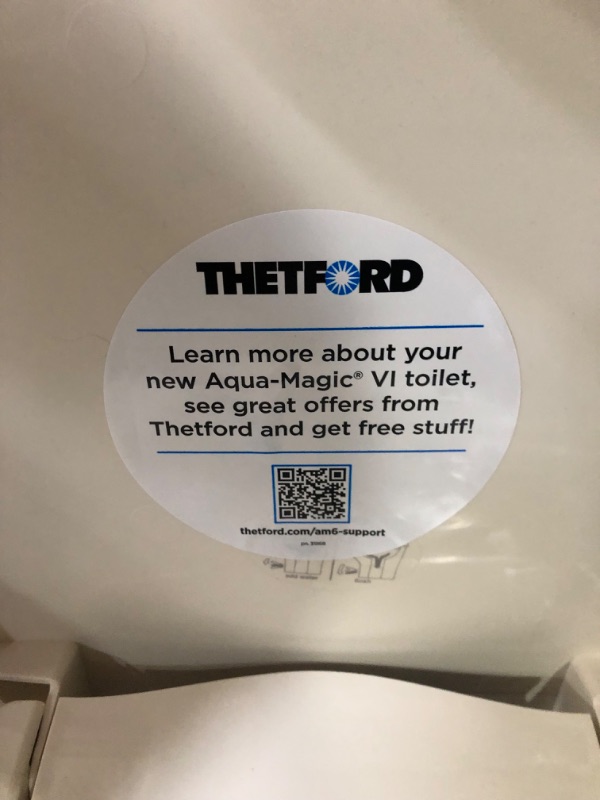 THETFORD
Learn more about your
new Aqua-Magic® VI toilet,
see great offers from
Thetford and get free stuff!
thetford.com/am6-support